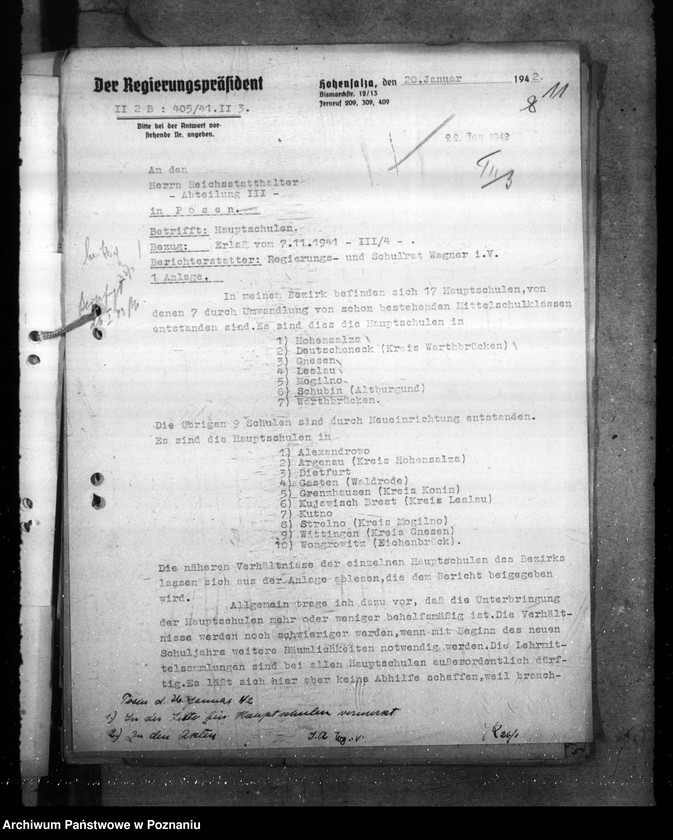 Der Regierungspräsident
II 2 B : 405/41.II 3.
Bitte bei der Antwort vor-
stehende Nr. angeben.
Hohensalza, den 20.Januar 1942.
Bismarckstr. 12/13
Fernruf 209, 309, 409
8 11
22. Jan 1942
III/3
An den
Herrn Reichsstatthalter
- Abteilung III -
in Posen.
Betrifft: Hauptschulen.
Bezug: Erlaß vom 7.11.1941 - III/4 - .
Berichterstatter: Regierungs- und Schulrat Wagner i.V.
1 Anlage.
In meinem Bezirk befinden sich 17 Hauptschulen,von
denen 7 durch Umwandlung von schon bestehenden Mittelschulklassen
entstanden sind.Es sind dies die Hauptschulen in
1) Hohensalza
2) Deutscheneck (Kreis Warthbrücken)
3) Gnesen
4) Leslau
5) Mogilno
6) Schubin (Altburgund)
7) Warthbrücken.
Die übrigen 9 Schulen sind durch Neueinrichtung entstanden.
Es sind die Hauptschulen in
1) Alexandrowo
2) Argenau (Kreis Hohensalza)
3) Dietfurt
4) Gasten (Waldrode)
5) Grenzhausen (Kreis Konin)
6) Kujawisch Brest (Kreis Leslau)
7) Kutno
8) Strelno (Kreis Mogilno)
9) Wittingen (Kreis Gnesen)
10) Wongrowitz (Eichenbrück).
Die näheren Verhältnisse der einzelnen Hauptschulen des Bezirks
lassen sich aus der Anlage ablesen,die dem Bericht beigegeben
wird.
Allgemein trage ich dazu vor, daß die Unterbringung
der Hauptschulen mehr oder weniger behelfsmäßig ist.Die Verhält-
nisse werden noch schwieriger werden,wenn mit Beginn des neuen
Schuljahrs weitere Räumlichkeiten notwendig werden.Die Lehrmit-
telsammlungen sind bei allen Hauptschulen außerordentlich dürf-
tig.Es läßt sich hier aber keine Abhilfe schaffen,weil brauch-
Posen d. 26 Januar 42
1) In der Liste für Hauptschulen vermerkt
2) Zu den Akten
Archiwum Państwowe w Poznaniu